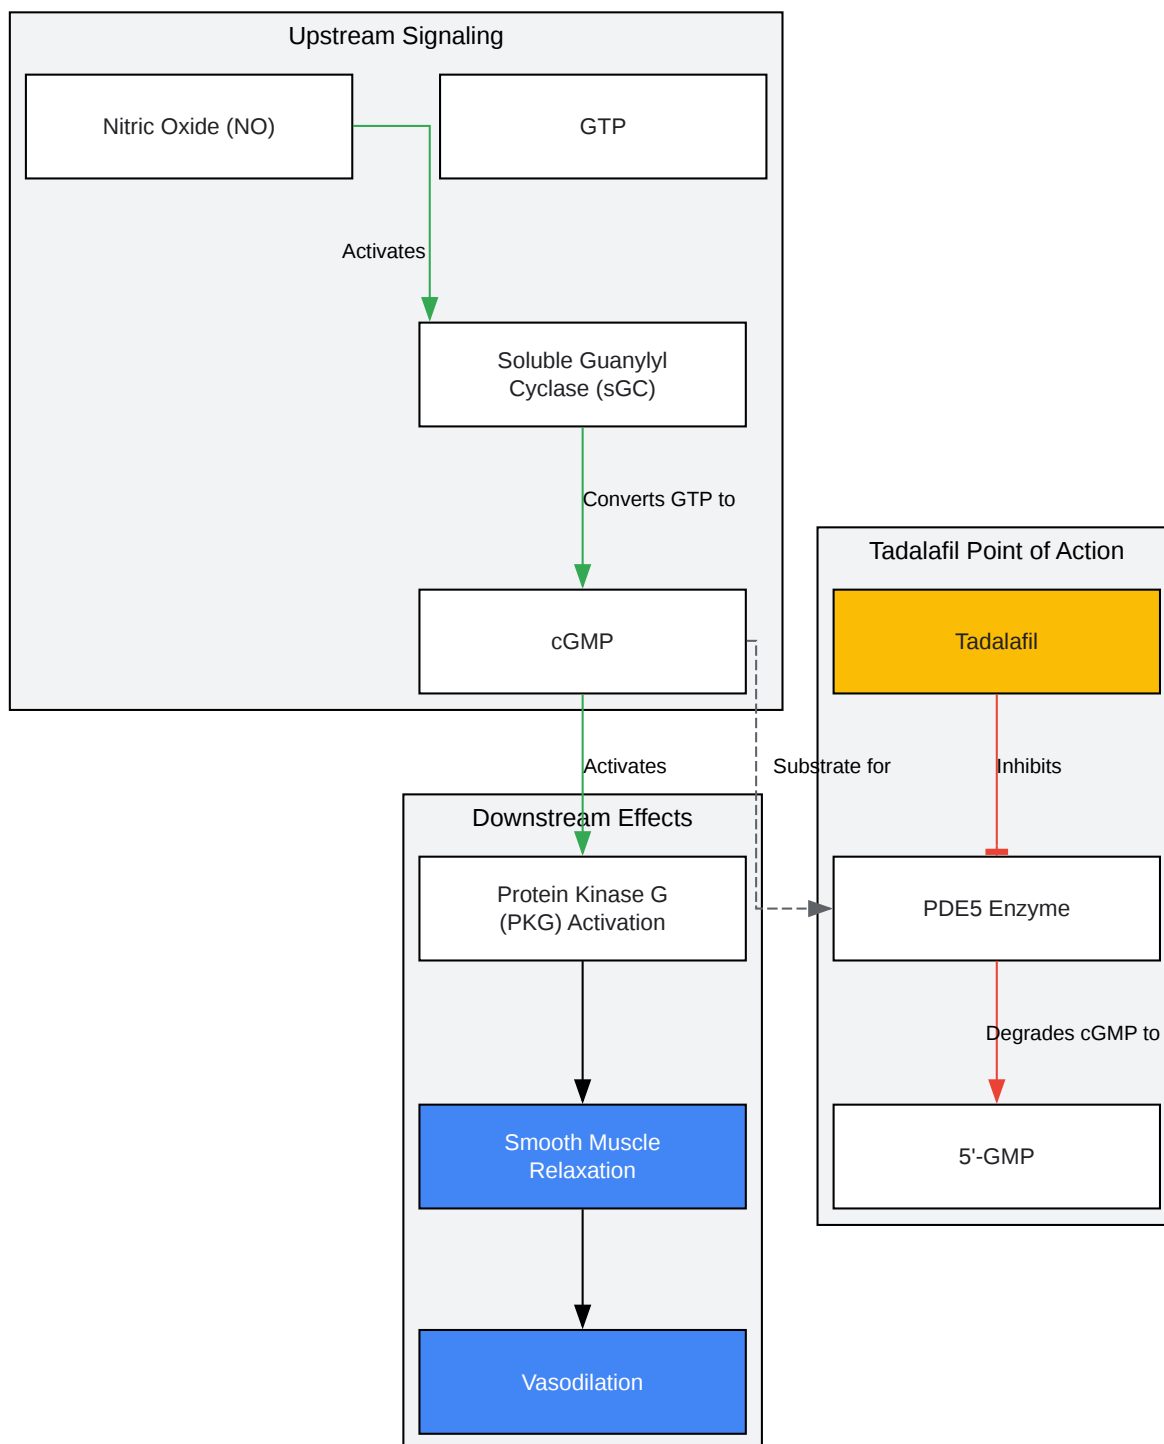 Upstream Signaling
Nitric Oxide (NO)
GTP
Activates
Soluble Guanylyl
Cyclase (sGC)
Converts GTP to
cGMP
Tadalafil Point of Action
Tadalafil
Activates
Substrate for
Inhibits
Downstream Effects
Protein Kinase G
(PKG) Activation
PDE5 Enzyme
Degrades cGMP to
Smooth Muscle
Relaxation
5'-GMP
Vasodilation